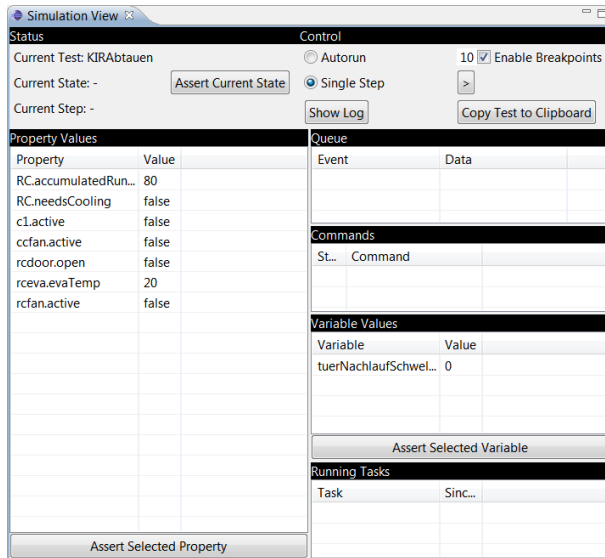 Simulation View
Status
Control
Current Test: KIRAbtauen
Autorun
10
Enable Breakpoints
Current State: -
Assert Current State
Single Step
>
Current Step: -
Show Log
Copy Test to Clipboard
Property Values
Property Value
RC.accumulatedRun... 80
RC.needsCooling false
c1.active false
ccfan.active false
rcdoor.open false
rceva.evaTemp 20
rcfan.active false
Assert Selected Property
Queue
Event Data
Commands
St... Command
Variable Values
Variable Value
tuerNachlaufSchwel... 0
Assert Selected Variable
Running Tasks
Task Sinc...